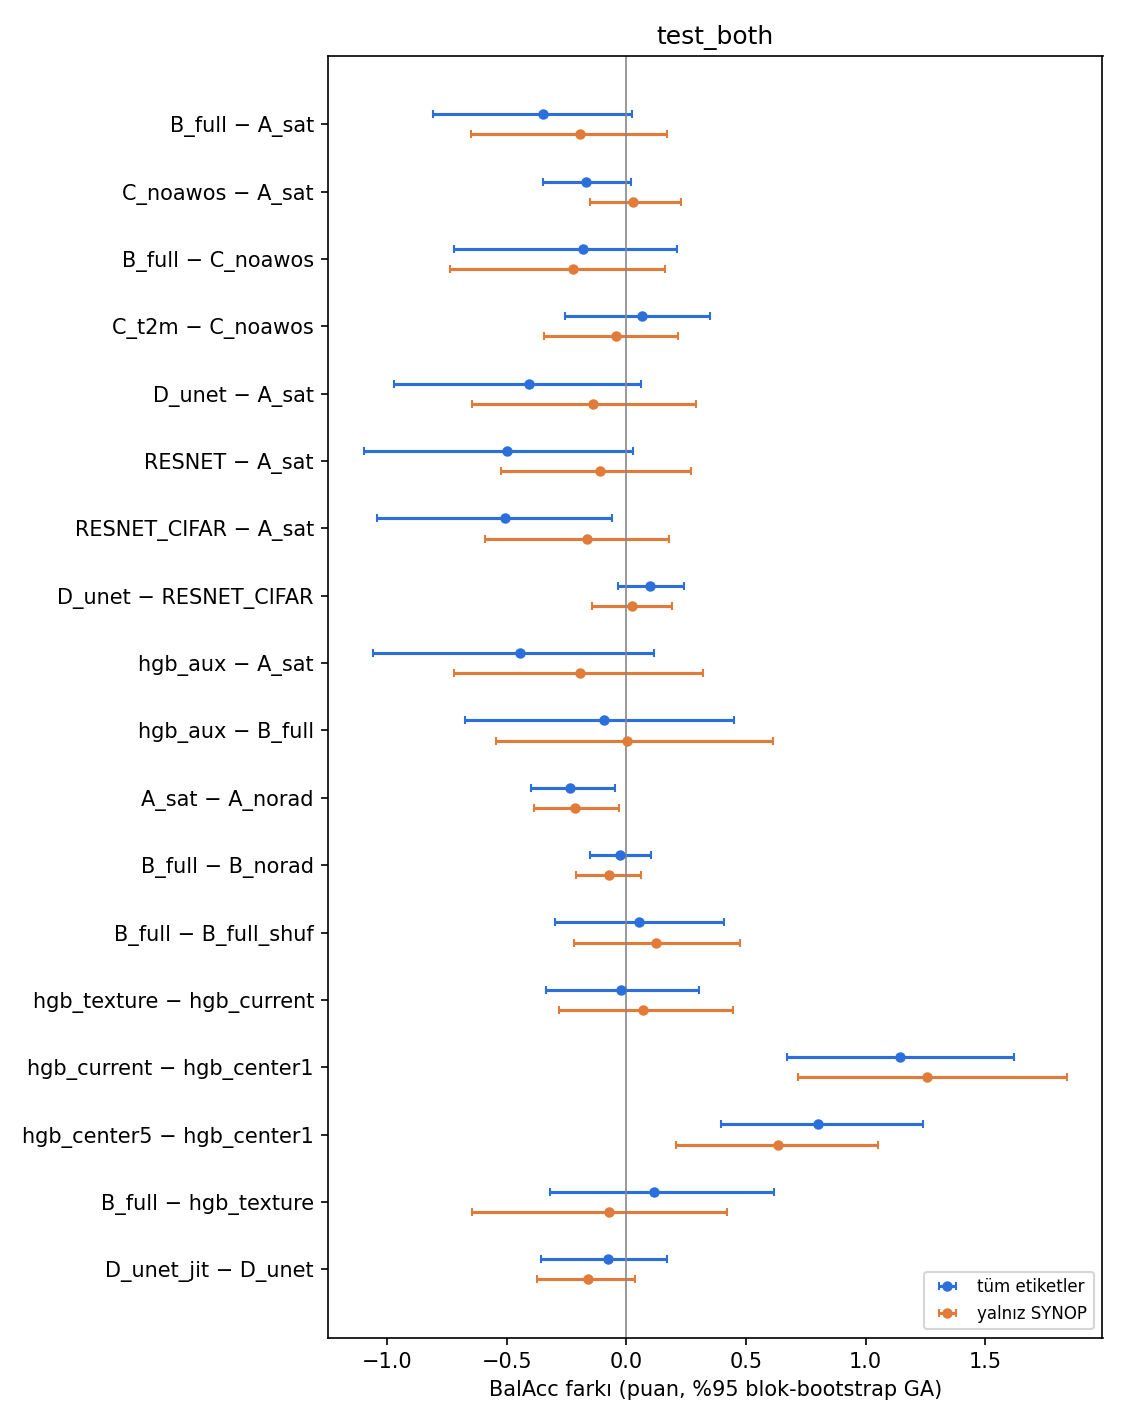 test_both
B_full − A_sat
C_noawos − A_sat
B_full − C_noawos
C_t2m − C_noawos
D_unet − A_sat
RESNET − A_sat
RESNET_CIFAR − A_sat
D_unet − RESNET_CIFAR
hgb_aux − A_sat
hgb_aux − B_full
A_sat − A_norad
B_full − B_norad
B_full − B_full_shuf
hgb_texture − hgb_current
hgb_current − hgb_center1
hgb_center5 − hgb_center1
B_full − hgb_texture
D_unet_jit − D_unet
tüm etiketler
yalnız SYNOP
−1.0 −0.5 0.0 0.5 1.0 1.5
BalAcc farkı (puan, %95 blok-bootstrap GA)